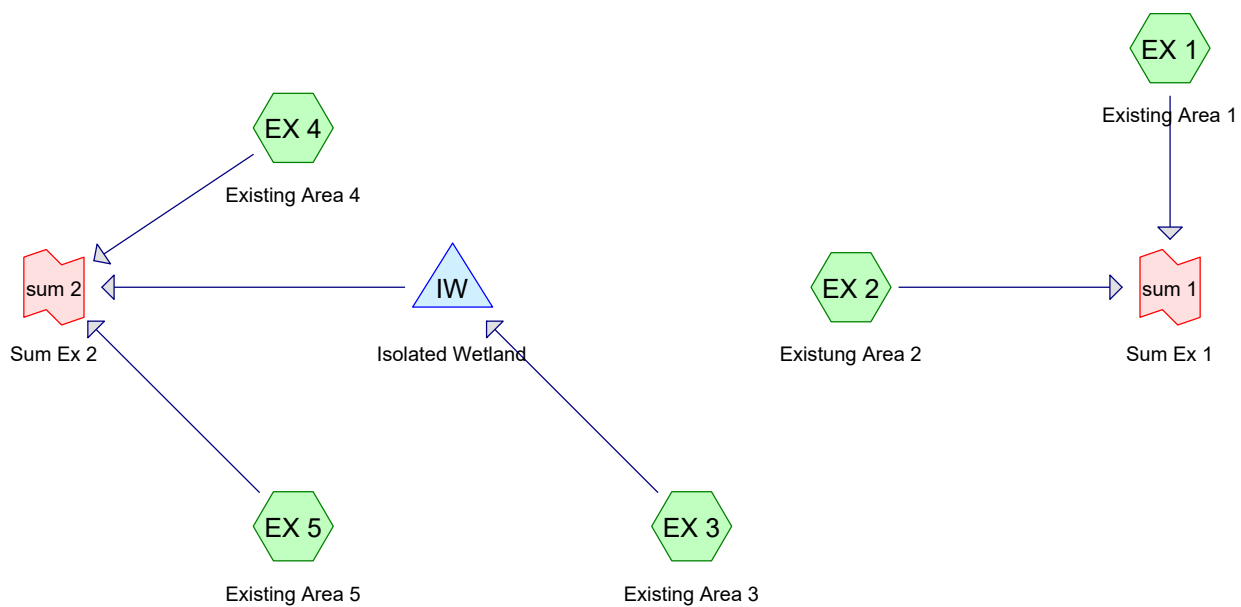 EX 1
Existing Area 1
EX 4
Existing Area 4
sum 2
Sum Ex 2
IW
Isolated Wetland
EX 2
Existung Area 2
sum 1
Sum Ex 1
EX 5
Existing Area 5
EX 3
Existing Area 3